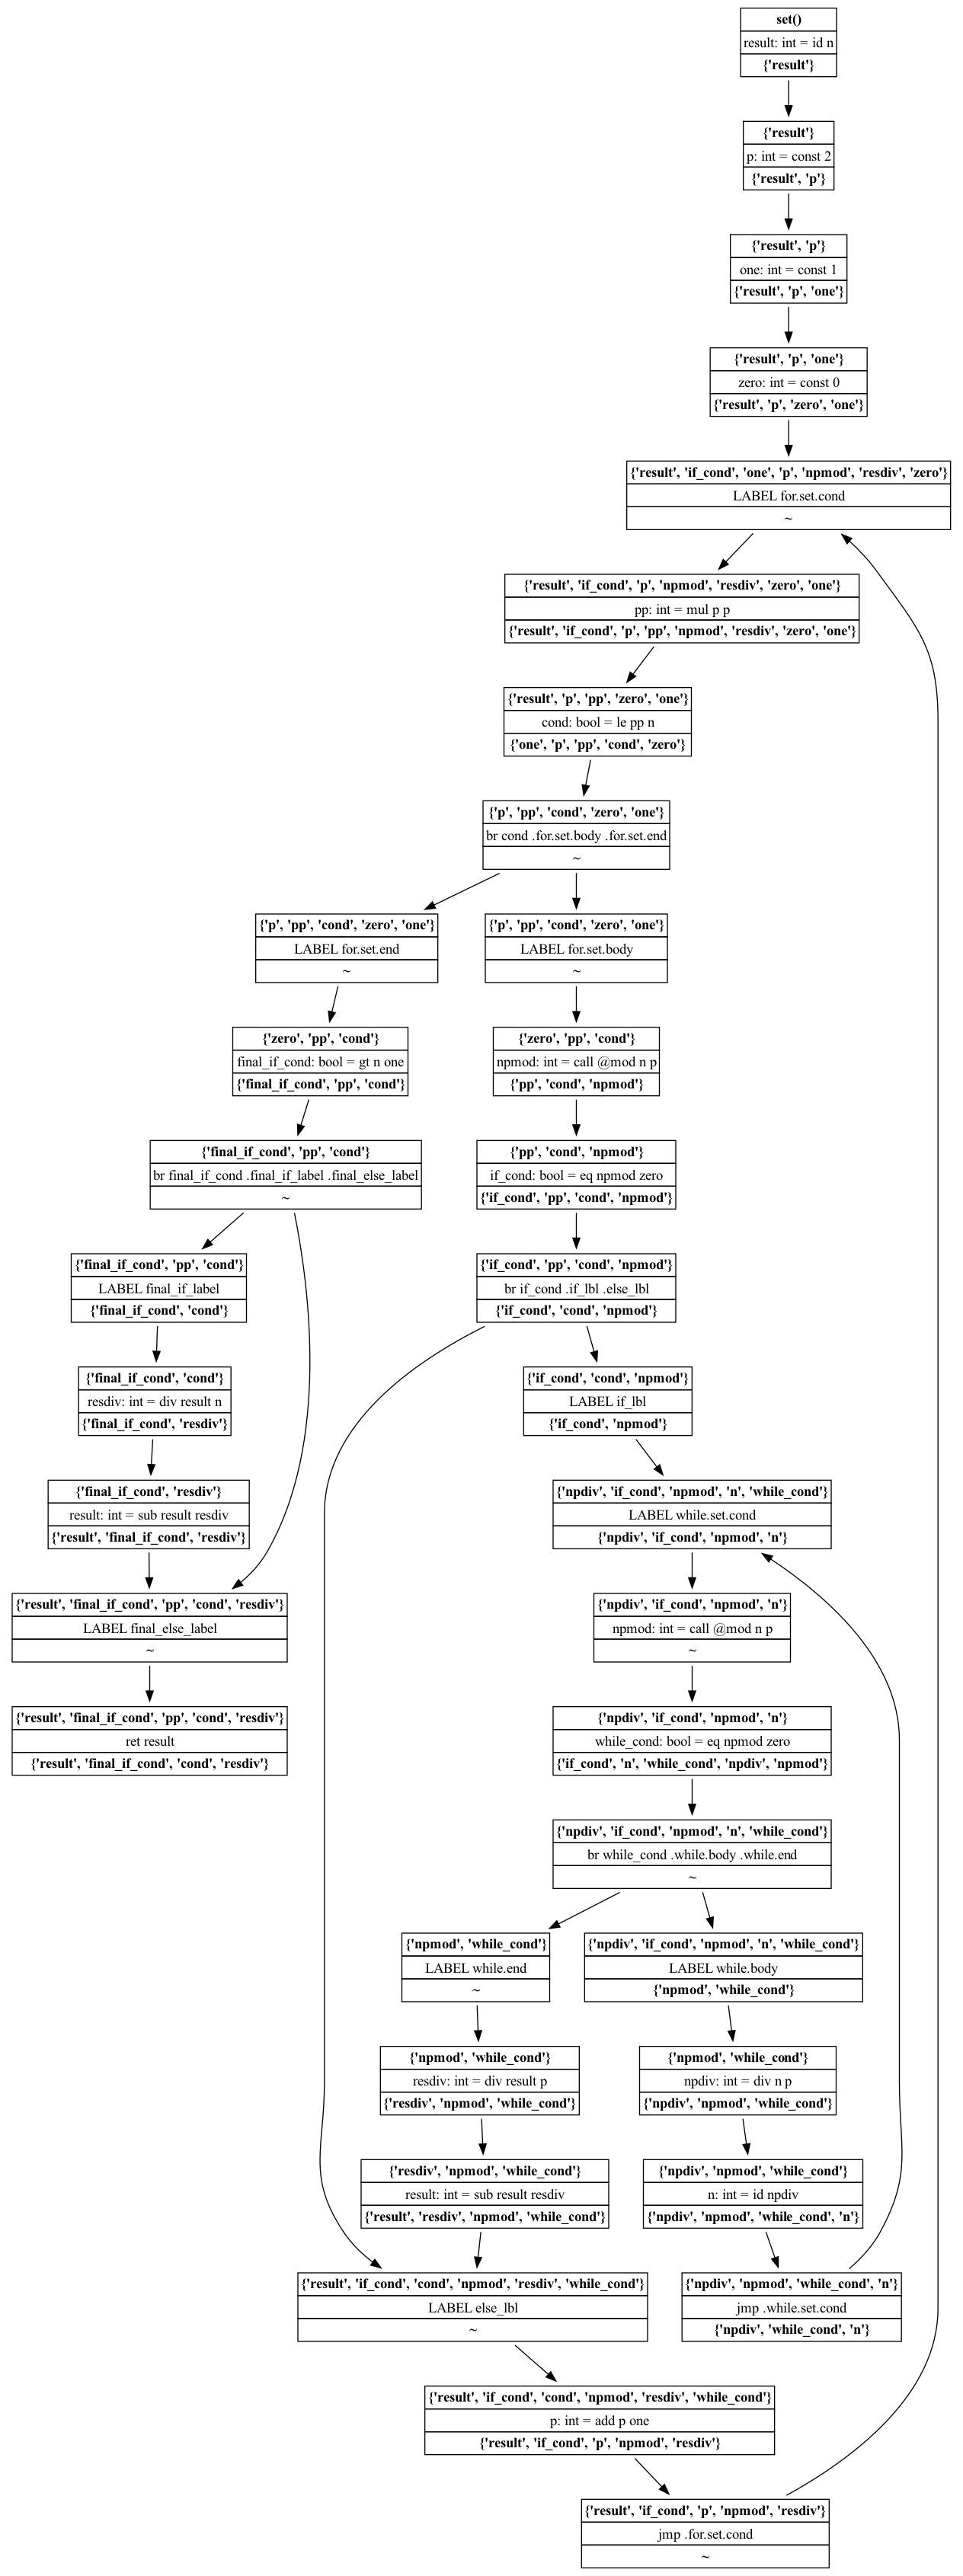 set()
result: int = id n
{'result'}
{'result'}
p: int = const 2
{'result', 'p'}
{'result', 'p'}
one: int = const 1
{'result', 'p', 'one'}
{'result', 'p', 'one'}
zero: int = const 0
{'result', 'p', 'zero', 'one'}
{'result', 'if_cond', 'one', 'p', 'npmod', 'resdiv', 'zero'}
LABEL for.set.cond
~
{'result', 'if_cond', 'p', 'npmod', 'resdiv', 'zero', 'one'}
pp: int = mul p p
{'result', 'if_cond', 'p', 'pp', 'npmod', 'resdiv', 'zero', 'one'}
{'result', 'p', 'pp', 'zero', 'one'}
cond: bool = le pp n
{'one', 'p', 'pp', 'cond', 'zero'}
{'p', 'pp', 'cond', 'zero', 'one'}
br cond .for.set.body .for.set.end
~
{'p', 'pp', 'cond', 'zero', 'one'}
LABEL for.set.end
~
{'p', 'pp', 'cond', 'zero', 'one'}
LABEL for.set.body
~
{'zero', 'pp', 'cond'}
final_if_cond: bool = gt n one
{'final_if_cond', 'pp', 'cond'}
{'zero', 'pp', 'cond'}
npmod: int = call @mod n p
{'pp', 'cond', 'npmod'}
{'final_if_cond', 'pp', 'cond'}
br final_if_cond .final_if_label .final_else_label
~
{'pp', 'cond', 'npmod'}
if_cond: bool = eq npmod zero
{'if_cond', 'pp', 'cond', 'npmod'}
{'final_if_cond', 'pp', 'cond'}
LABEL final_if_label
{'final_if_cond', 'cond'}
{'if_cond', 'pp', 'cond', 'npmod'}
br if_cond .if_lbl .else_lbl
{'if_cond', 'cond', 'npmod'}
{'final_if_cond', 'cond'}
resdiv: int = div result n
{'final_if_cond', 'resdiv'}
{'if_cond', 'cond', 'npmod'}
LABEL if_lbl
{'if_cond', 'npmod'}
{'final_if_cond', 'resdiv'}
result: int = sub result resdiv
{'result', 'final_if_cond', 'resdiv'}
{'npdiv', 'if_cond', 'npmod', 'n', 'while_cond'}
LABEL while.set.cond
{'npdiv', 'if_cond', 'npmod', 'n'}
{'result', 'final_if_cond', 'pp', 'cond', 'resdiv'}
LABEL final_else_label
~
{'npdiv', 'if_cond', 'npmod', 'n'}
npmod: int = call @mod n p
~
{'result', 'final_if_cond', 'pp', 'cond', 'resdiv'}
ret result
{'result', 'final_if_cond', 'cond', 'resdiv'}
{'npdiv', 'if_cond', 'npmod', 'n'}
while_cond: bool = eq npmod zero
{'if_cond', 'n', 'while_cond', 'npdiv', 'npmod'}
{'npdiv', 'if_cond', 'npmod', 'n', 'while_cond'}
br while_cond .while.body .while.end
~
{'npmod', 'while_cond'}
LABEL while.end
~
{'npdiv', 'if_cond', 'npmod', 'n', 'while_cond'}
LABEL while.body
{'npmod', 'while_cond'}
{'npmod', 'while_cond'}
resdiv: int = div result p
{'resdiv', 'npmod', 'while_cond'}
{'npmod', 'while_cond'}
npdiv: int = div n p
{'npdiv', 'npmod', 'while_cond'}
{'resdiv', 'npmod', 'while_cond'}
result: int = sub result resdiv
{'result', 'resdiv', 'npmod', 'while_cond'}
{'npdiv', 'npmod', 'while_cond'}
n: int = id npdiv
{'npdiv', 'npmod', 'while_cond', 'n'}
{'result', 'if_cond', 'cond', 'npmod', 'resdiv', 'while_cond'}
LABEL else_lbl
~
{'npdiv', 'npmod', 'while_cond', 'n'}
jmp .while.set.cond
{'npdiv', 'while_cond', 'n'}
{'result', 'if_cond', 'cond', 'npmod', 'resdiv', 'while_cond'}
p: int = add p one
{'result', 'if_cond', 'p', 'npmod', 'resdiv'}
{'result', 'if_cond', 'p', 'npmod', 'resdiv'}
jmp .for.set.cond
~